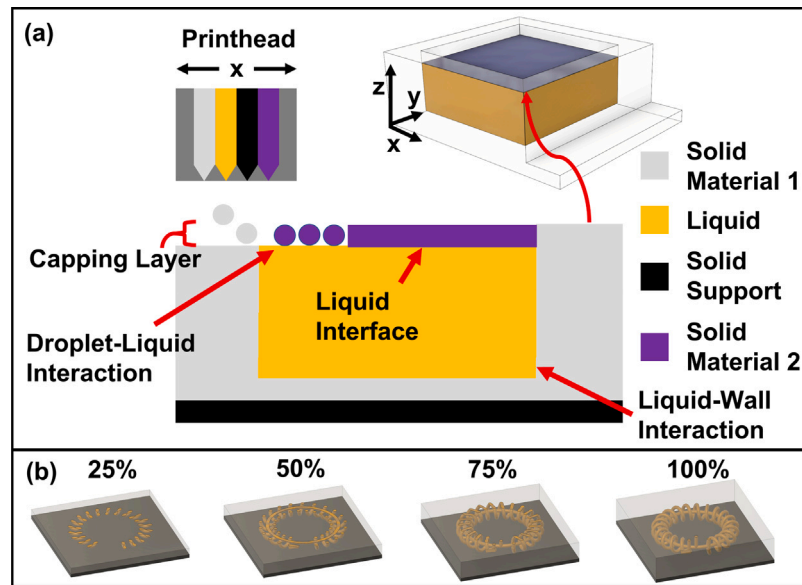 (a)
Printhead
x
z
y
x
Solid
Material 1
Liquid
Solid
Support
Solid
Material 2
Capping Layer
Liquid
Interface
Droplet-Liquid
Interaction
Liquid-Wall
Interaction
(b)
25%
50%
75%
100%